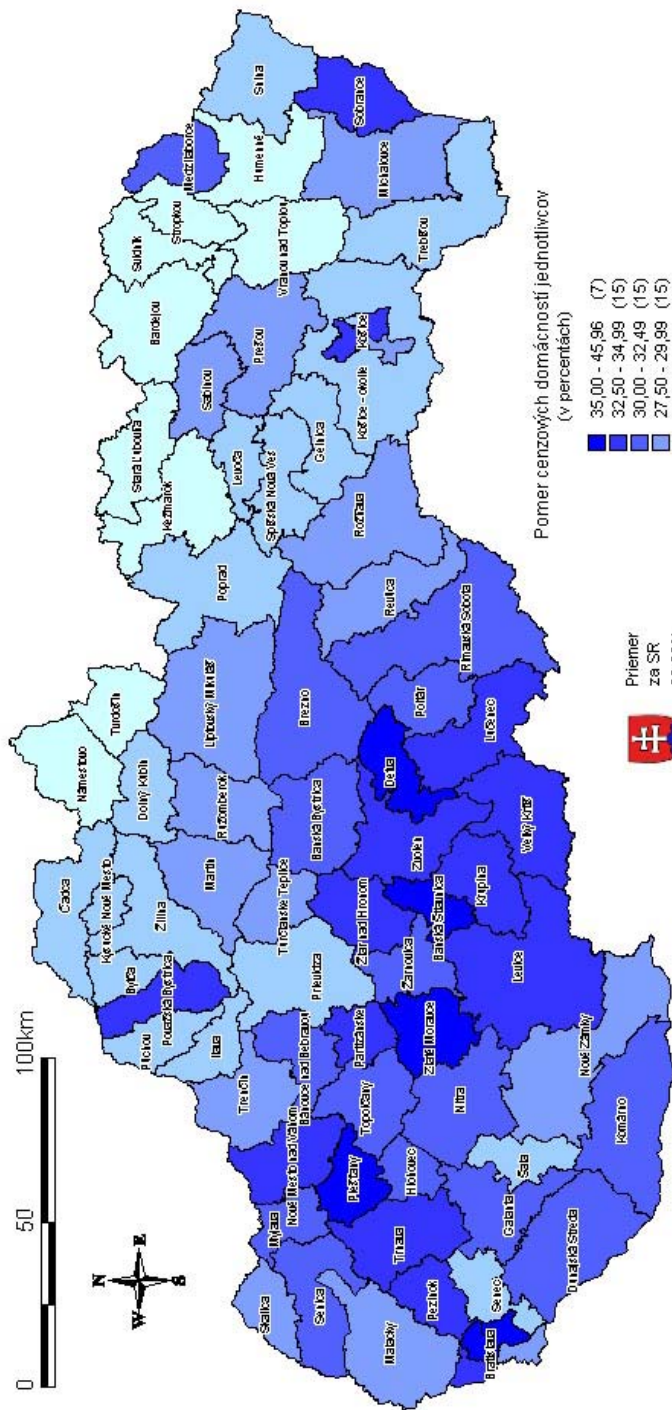 0 50 100km
N
W E
S
Čadca
Kysucké Nové Mesto
Bytča
Žilina
Považská Bystrica
Púchov
Ilava
Námestovo
Tvrdošín
Dolný Kubín
Trenčín
Bánovce nad Bebravou
Nové Mesto nad Váhom
Myjava
Skalica
Senica
Malacky
Martin
Ružomberok
Liptovský Mikuláš
Turčianske Teplice
Prievidza
Partizánske
Topoľčany
Piešťany
Hlohovec
Trnava
Pezinok
Senec
Bratislava
Galanta
Dunajská Streda
Šaľa
Nitra
Komárno
Nové Zámky
Zlaté Moravce
Levice
Žarnovica
Žiar nad Hronom
Banská Štiavnica
Banská Bystrica
Brezno
Zvolen
Detva
Krupina
Veľký Krtíš
Lučenec
Poltár
Rimavská Sobota
Revúca
Rožňava
Poprad
Kežmarok
Stará Ľubovňa
Levoča
Spišská Nová Ves
Gelnica
Košice - okolie
Košice
Sabinov
Prešov
Bardejov
Svidník
Stropkov
Medzilaborce
Humenné
Snina
Vranov nad Topľou
Michalovce
Sobrance
Trebišov
Pomer cenzových domácností jednotlivcov
(v percentách)
35,00 - 45,96 (7)
32,50 - 34,99 (15)
30,00 - 32,49 (15)
27,50 - 29,99 (15)
Priemer
za SR